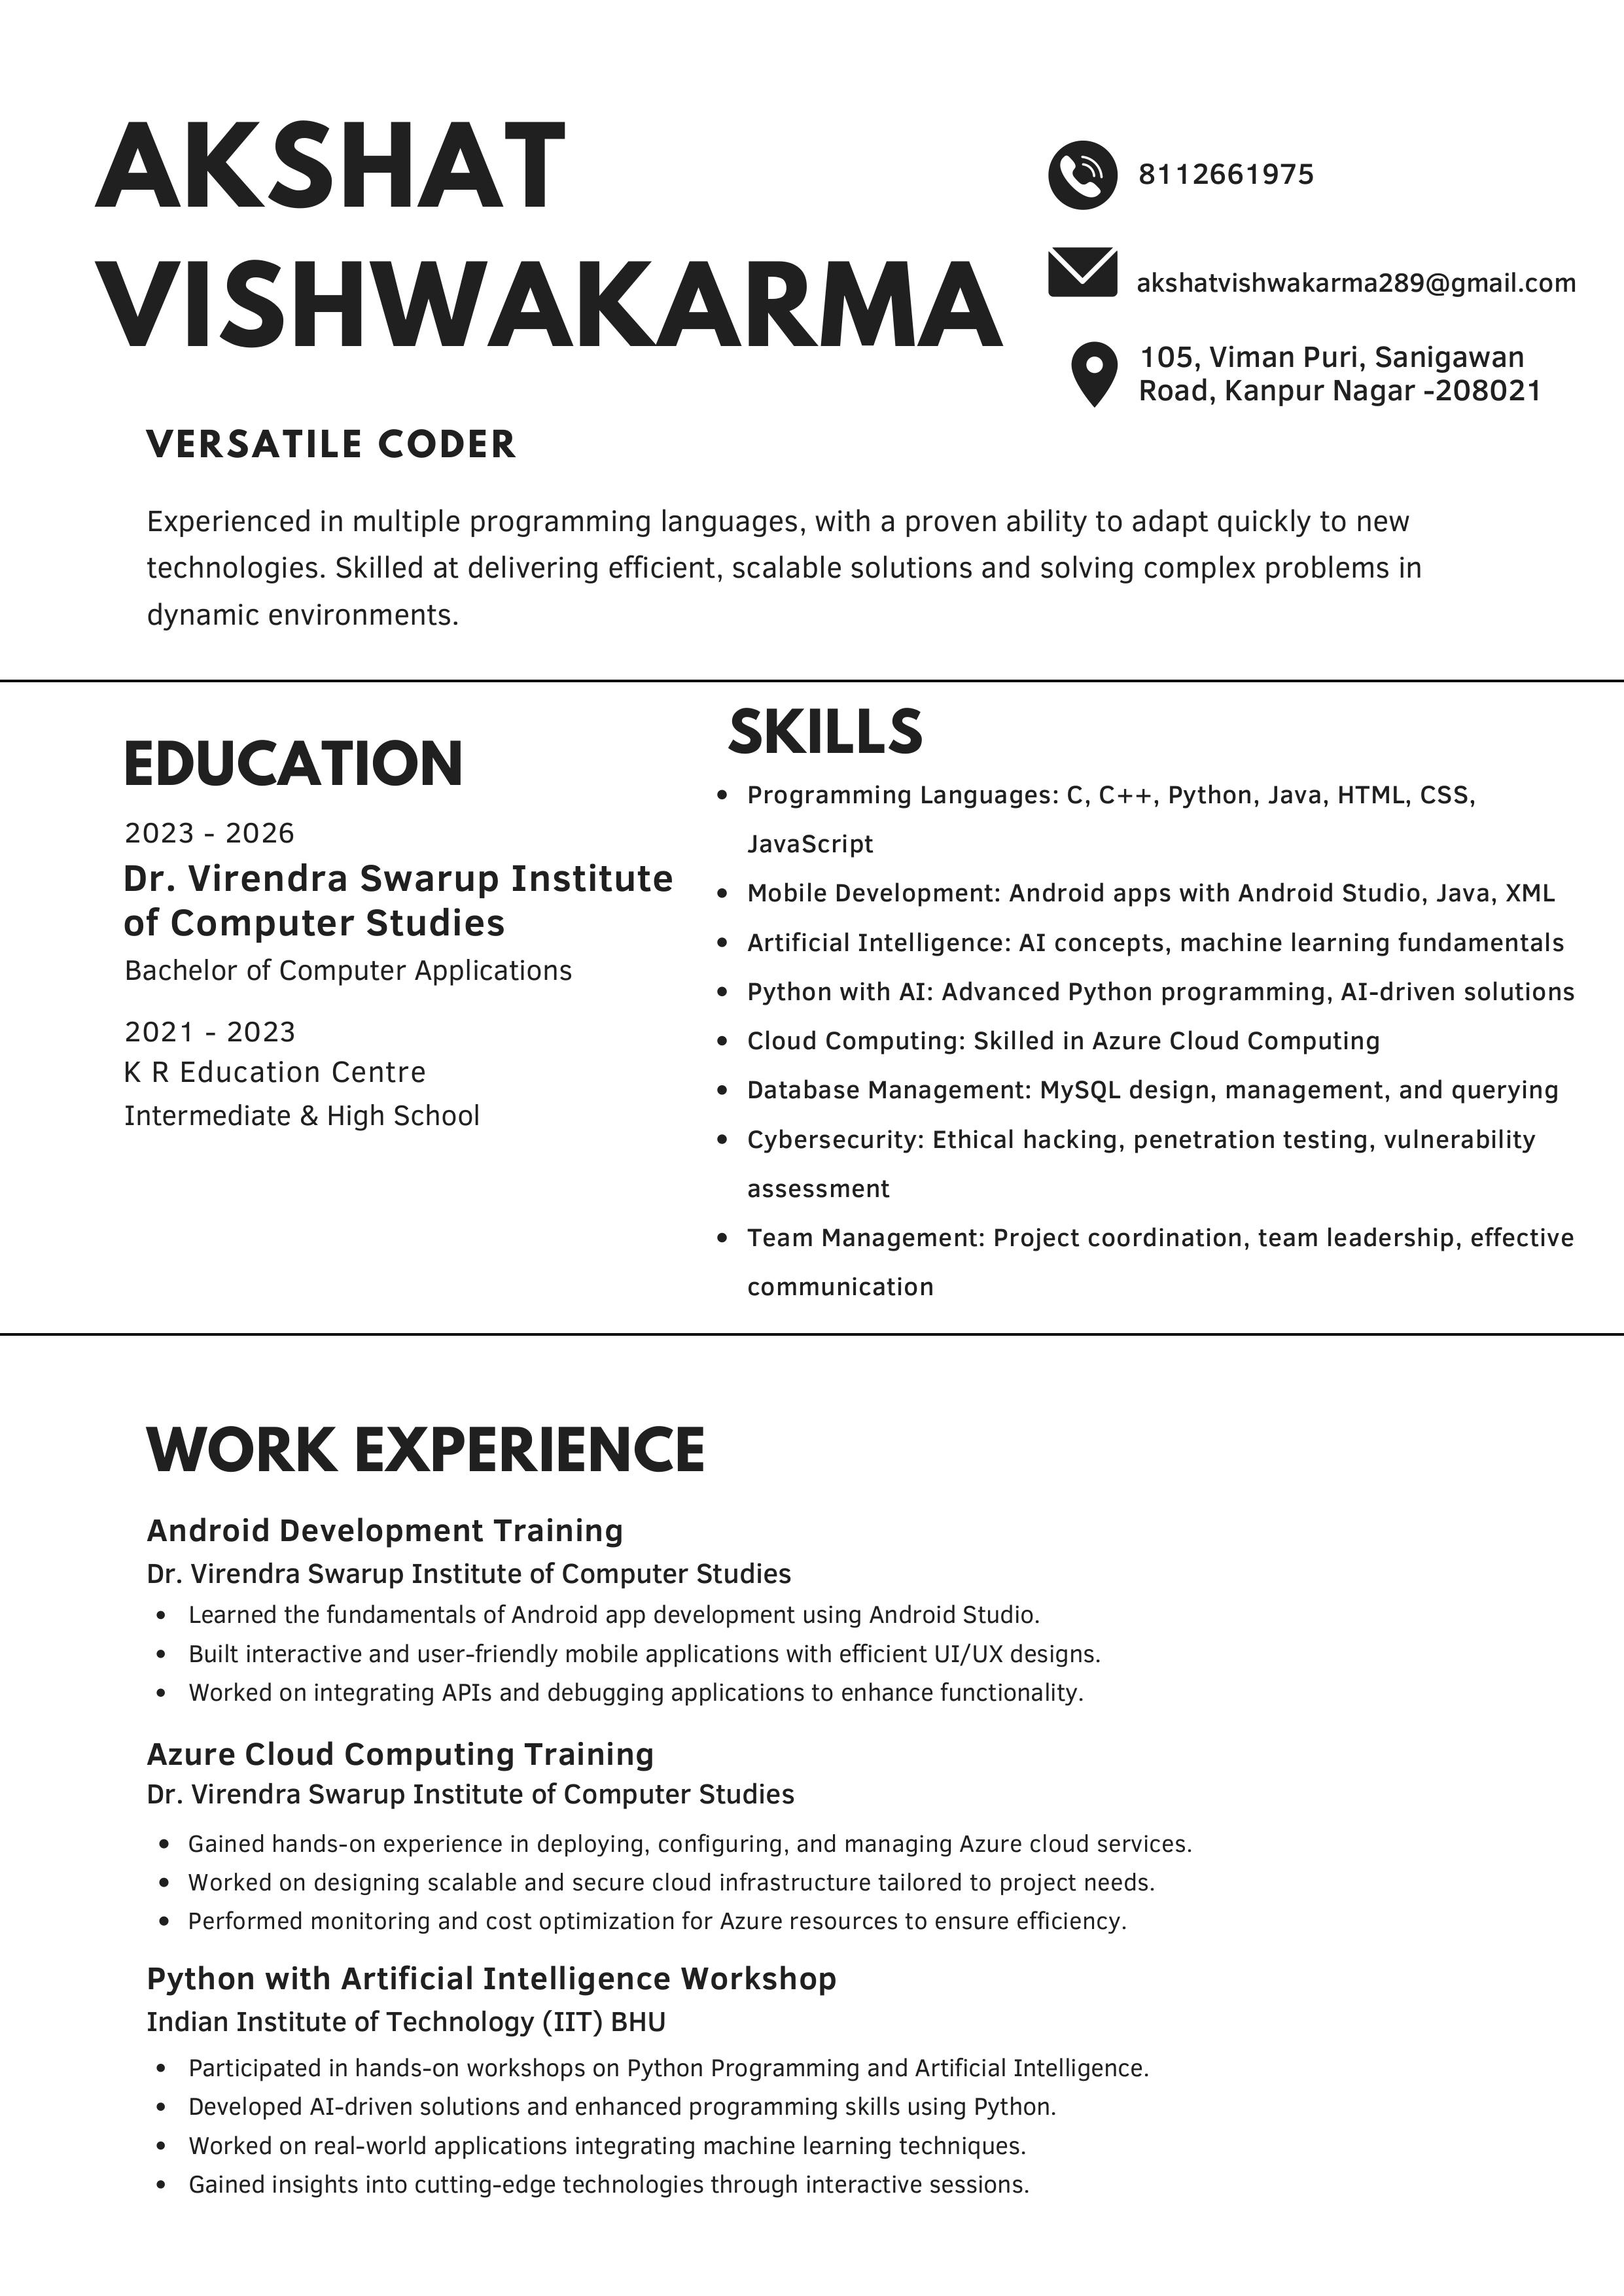 AKSHAT
VISHWAKARMA
8112661975
akshatvishwakarma289@gmail.com
105, Viman Puri, Sanigawan
Road, Kanpur Nagar -208021
VERSATILE CODER
Experienced in multiple programming languages, with a proven ability to adapt quickly to new
technologies. Skilled at delivering efficient, scalable solutions and solving complex problems in
dynamic environments.
EDUCATION
2023 - 2026
Dr. Virendra Swarup Institute
of Computer Studies
Bachelor of Computer Applications
2021 - 2023
K R Education Centre
Intermediate & High School
SKILLS
• Programming Languages: C, C++, Python, Java, HTML, CSS,
JavaScript
• Mobile Development: Android apps with Android Studio, Java, XML
• Artificial Intelligence: AI concepts, machine learning fundamentals
• Python with AI: Advanced Python programming, AI-driven solutions
• Cloud Computing: Skilled in Azure Cloud Computing
• Database Management: MySQL design, management, and querying
• Cybersecurity: Ethical hacking, penetration testing, vulnerability
assessment
• Team Management: Project coordination, team leadership, effective
communication
WORK EXPERIENCE
Android Development Training
Dr. Virendra Swarup Institute of Computer Studies
• Learned the fundamentals of Android app development using Android Studio.
• Built interactive and user-friendly mobile applications with efficient UI/UX designs.
• Worked on integrating APIs and debugging applications to enhance functionality.
Azure Cloud Computing Training
Dr. Virendra Swarup Institute of Computer Studies
• Gained hands-on experience in deploying, configuring, and managing Azure cloud services.
• Worked on designing scalable and secure cloud infrastructure tailored to project needs.
• Performed monitoring and cost optimization for Azure resources to ensure efficiency.
Python with Artificial Intelligence Workshop
Indian Institute of Technology (IIT) BHU
• Participated in hands-on workshops on Python Programming and Artificial Intelligence.
• Developed AI-driven solutions and enhanced programming skills using Python.
• Worked on real-world applications integrating machine learning techniques.
• Gained insights into cutting-edge technologies through interactive sessions.